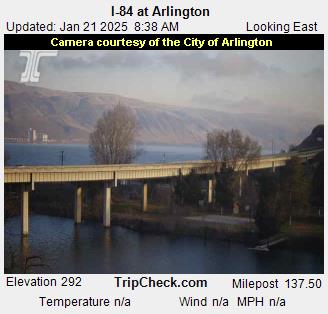 I-84 at Arlington
Updated: Jan 21 2025 8:38 AM Looking East
Camera courtesy of the City of Arlington
Elevation 292 TripCheck.com Milepost 137.50
Temperature n/a Wind n/a MPH n/a